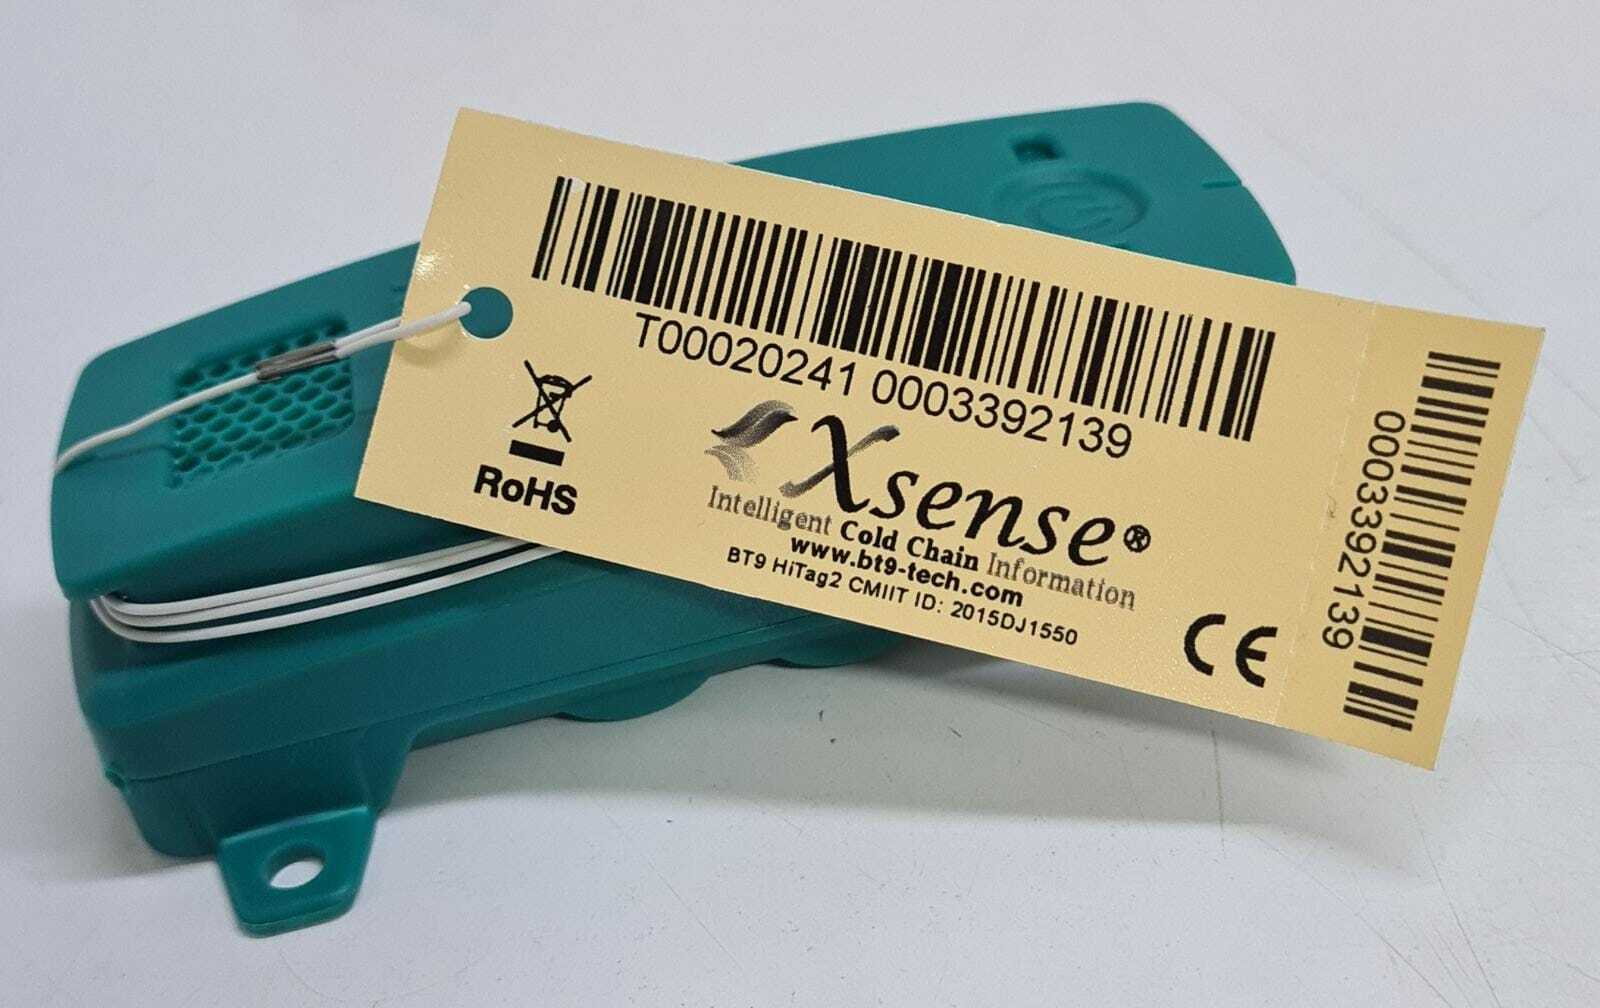 T00020241 0003392139
RoHS
Xsense®
Intelligent Cold Chain Information
www.bt9-tech.com
BT9 HiTag2 CMIIT ID: 2015DJ1550
CE
0003392139